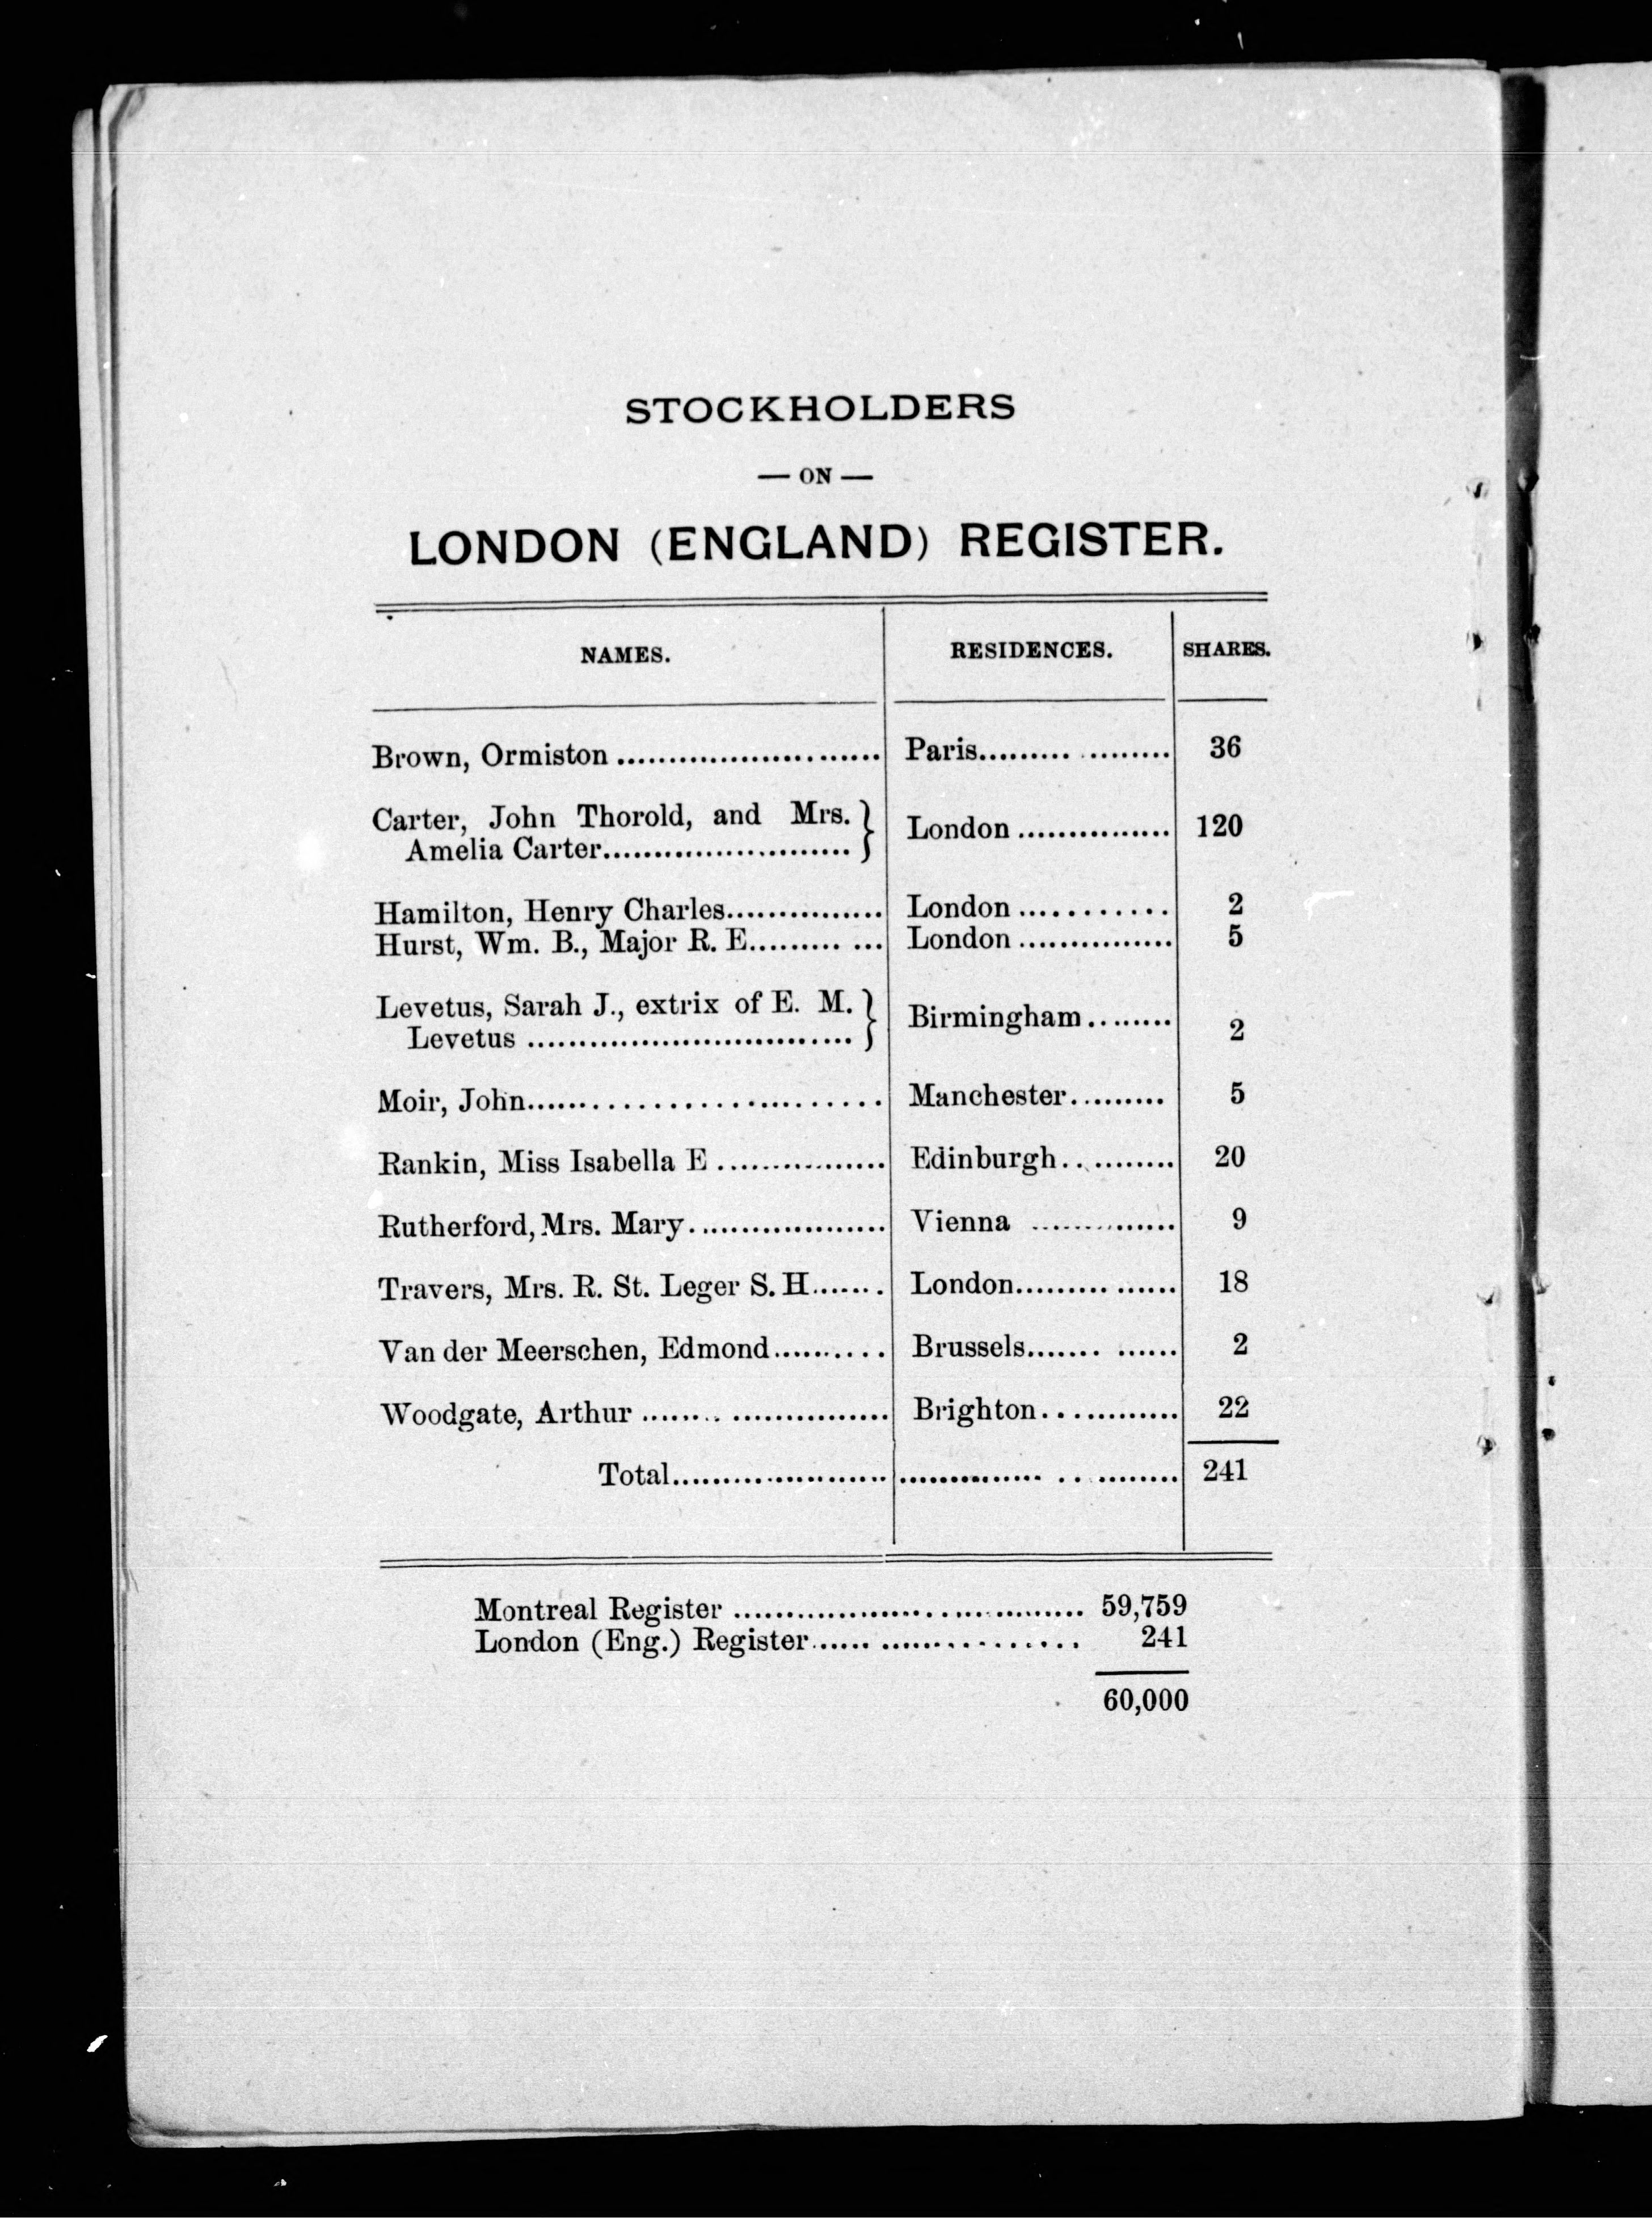 STOCKHOLDERS
— ON —
LONDON (ENGLAND) REGISTER.
NAMES. RESIDENCES. SHARES.
Brown, Ormiston ........................ Paris.................. 36
Carter, John Thorold, and Mrs. }
Amelia Carter........................ } London ............... 120
Hamilton, Henry Charles............... London .............. 2
Hurst, Wm. B., Major R. E............ London ............... 5
Levetus, Sarah J., extrix of E. M. }
Levetus ............................... } Birmingham........ 2
Moir, John.............................. Manchester......... 5
Rankin, Miss Isabella E ................ Edinburgh........... 20
Rutherford, Mrs. Mary................... Vienna .............. 9
Travers, Mrs. R. St. Leger S. H....... London............... 18
Van der Meerschen, Edmond.......... Brussels............. 2
Woodgate, Arthur ....................... Brighton............. 22
Total.................................................. 241
Montreal Register .................................. 59,759
London (Eng.) Register.......................... 241
60,000